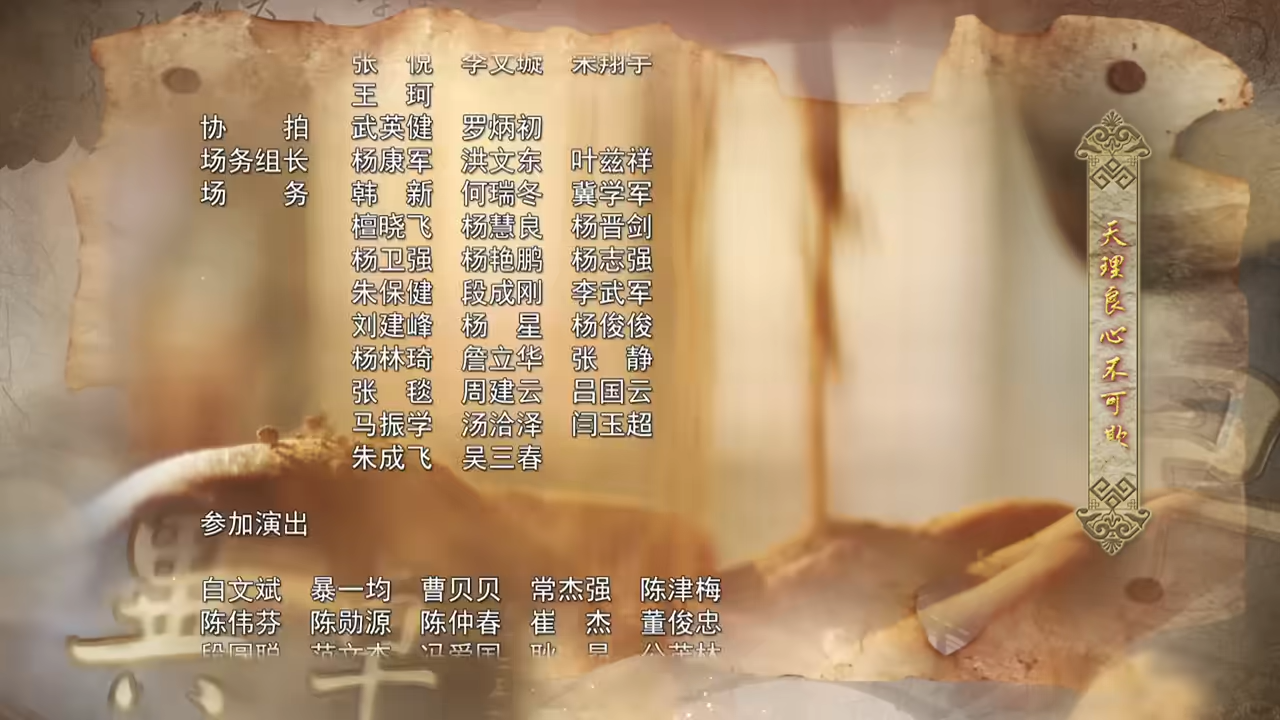 张 倪
王 珂
协 拍 武英健 罗炳初
场务组长 杨康军 洪文东 叶兹祥
场 务 韩 新 何瑞冬 冀学军
檀晓飞 杨慧良 杨晋剑
杨卫强 杨艳鹏 杨志强
朱保健 段成刚 李武军
刘建峰 杨 星 杨俊俊
杨林琦 詹立华 张 静
张 毯 周建云 吕国云
马振学 汤洽泽 闫玉超
朱成飞 吴三春
参加演出
白文斌 暴一均 曹贝贝 常杰强 陈津梅
陈伟芬 陈勋源 陈仲春 崔 杰 董俊忠
天理良心不可欺